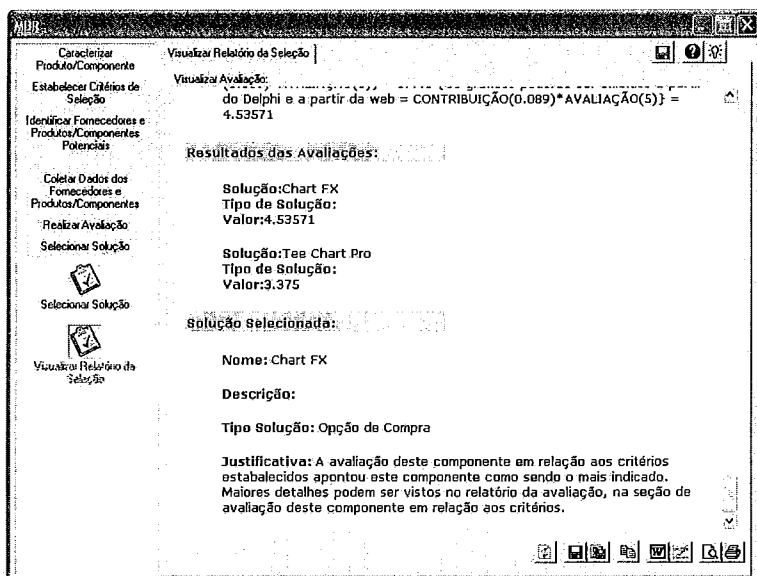 MDR
Caracterizar
Produto/Componente
Estabelecer Critérios de
Seleção
Identificar Fornecedores e
Produtos/Componentes
Potenciais
Coletar Dados dos
Fornecedores e
Produtos/Componentes
Realizar Avaliação
Selecionar Solução
Selecionar Solução
Visualizar Relatório da
Seleção
Visualizar Relatório da Seleção
Visualizar Avaliação:
do Delphi e a partir da web = CONTRIBUIÇÃO(0.089)*AVALIAÇÃO(5)} =
4.53571
Resultados das Avaliações:
Solução:Chart FX
Tipo de Solução:
Valor:4.53571
Solução:Tee Chart Pro
Tipo de Solução:
Valor:3.375
Solução Selecionada:
Nome: Chart FX
Descrição:
Tipo Solução: Opção de Compra
Justificativa: A avaliação deste componente em relação aos critérios
estabalecidos apontou este componente como sendo o mais indicado.
Maiores detalhes podem ser vistos no relatório da avaliação, na seção de
avaliação deste componente em relação aos critérios.